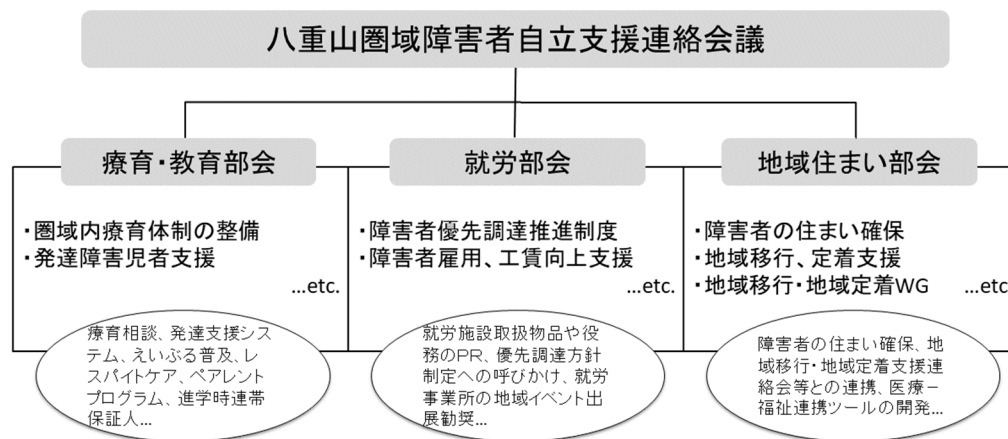 八重山圏域障害者自立支援連絡会議
療育・教育部会
・圏域内療育体制の整備
・発達障害児者支援
…etc.
療育相談、発達支援シス
テム、えいぶる普及、レ
スパイトケア、ペアレント
プログラム、進学時連帯
保証人…
就労部会
・障害者優先調達推進制度
・障害者雇用、工賃向上支援
…etc.
就労施設取扱物品や役
務のPR、優先調達方針
制定への呼びかけ、就労
事業所の地域イベント出
展勧奨…
地域住まい部会
・障害者の住まい確保
・地域移行、定着支援
・地域移行・地域定着WG
…etc
障害者の住まい確保、地
域移行・地域定着支援連
絡会等との連携、医療－
福祉連携ツールの開発…